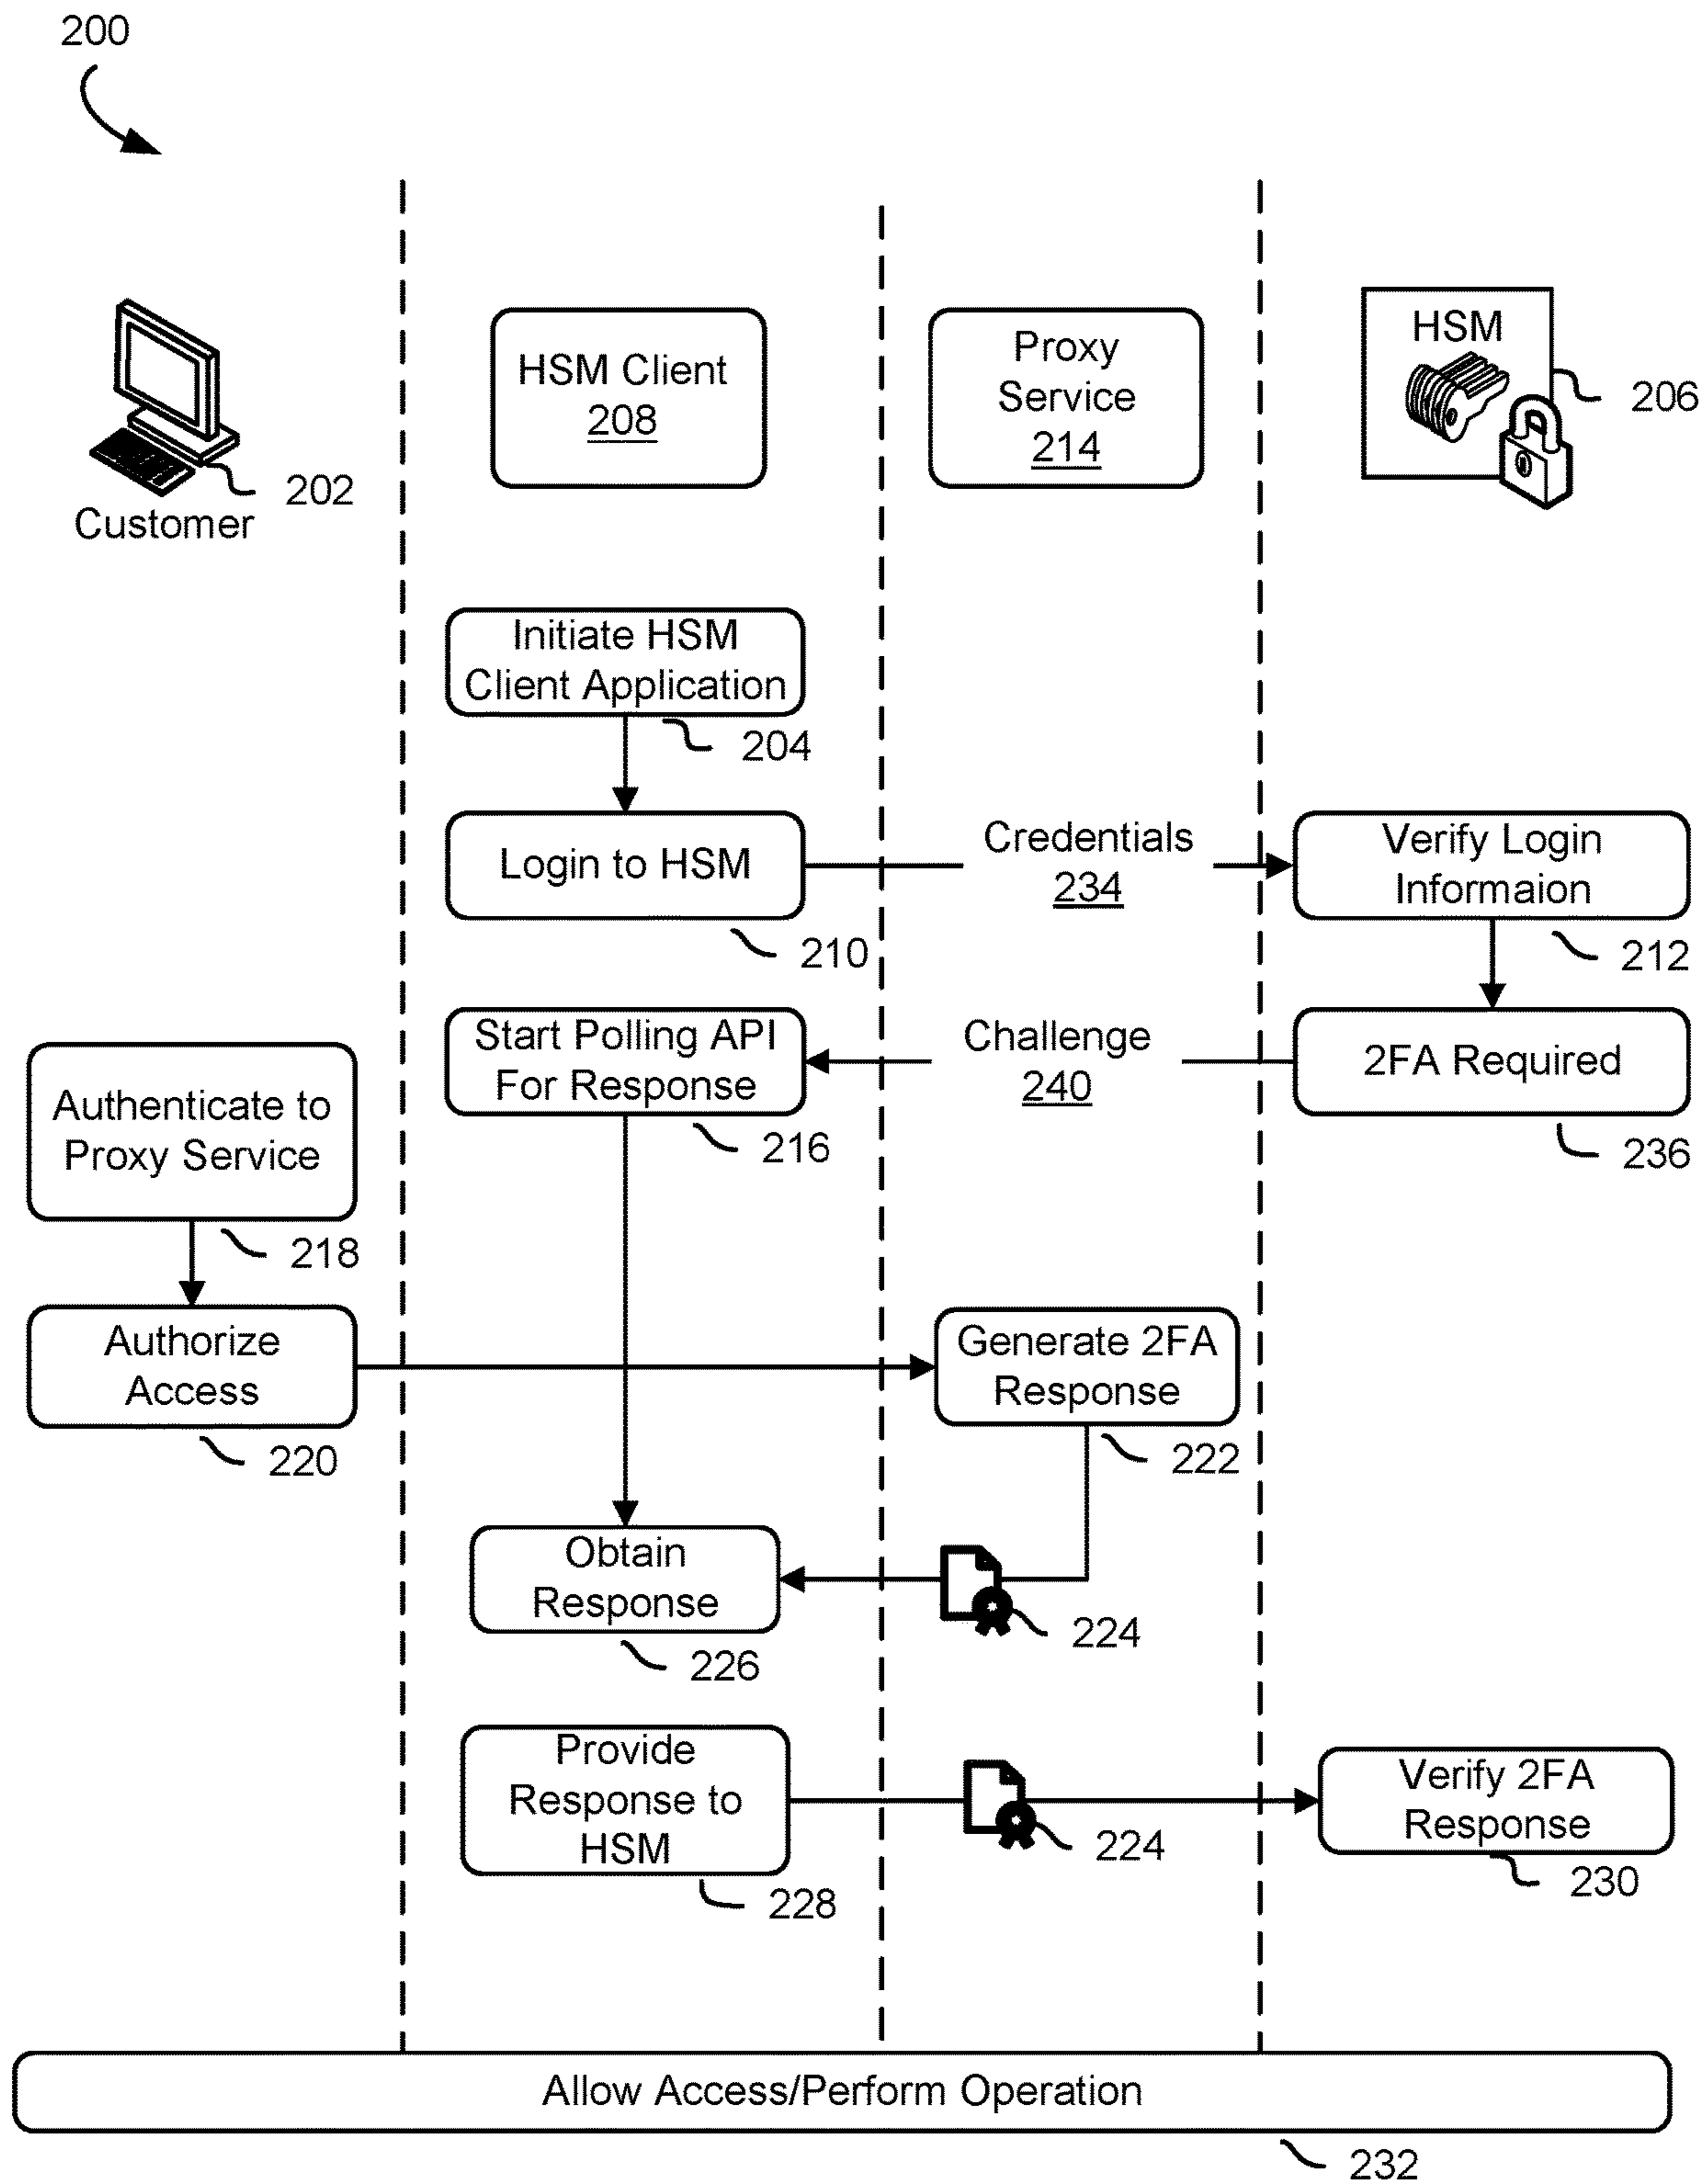 200
HSM Client
208
Proxy
Service
214
HSM
206
202
Customer
Initiate HSM
Client Application
204
Login to HSM
210
Credentials
234
Verify Login
Informaion
212
Start Polling API
For Response
216
Challenge
240
2FA Required
236
Authenticate to
Proxy Service
218
Authorize
Access
220
Generate 2FA
Response
222
Obtain
Response
226
224
Provide
Response to
HSM
228
224
Verify 2FA
Response
230
Allow Access/Perform Operation
232